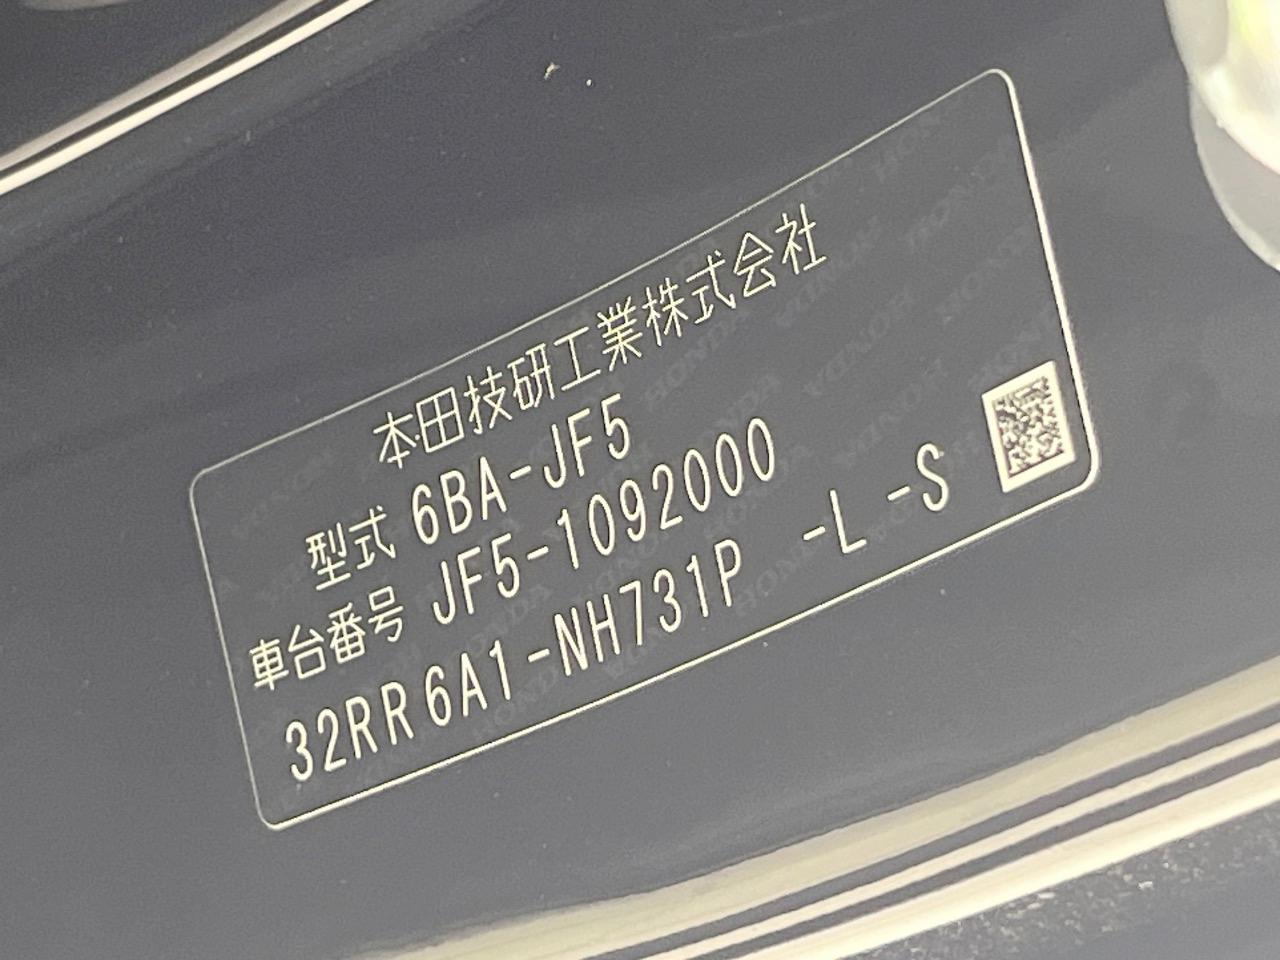 本田技研工業株式会社
型式 6BA-JF5
車台番号 JF5-1092000
32RR6A1-NH731P -L -S